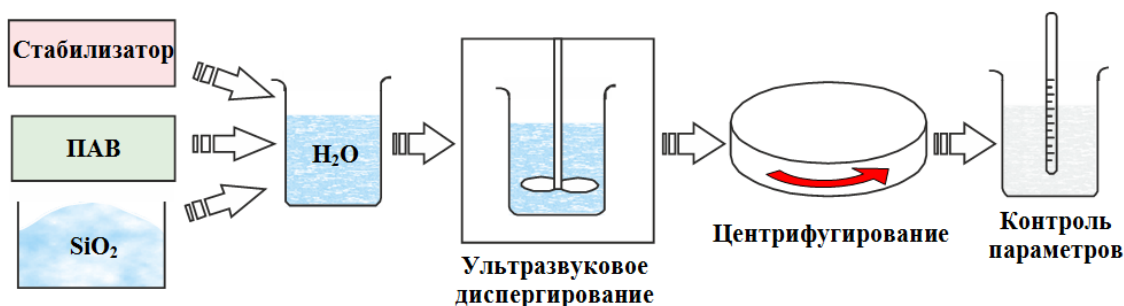 Стабилизатор
ПАВ
SiO₂
H₂O
Ультразвуковое
диспергирование
Центрифугирование
Контроль
параметров